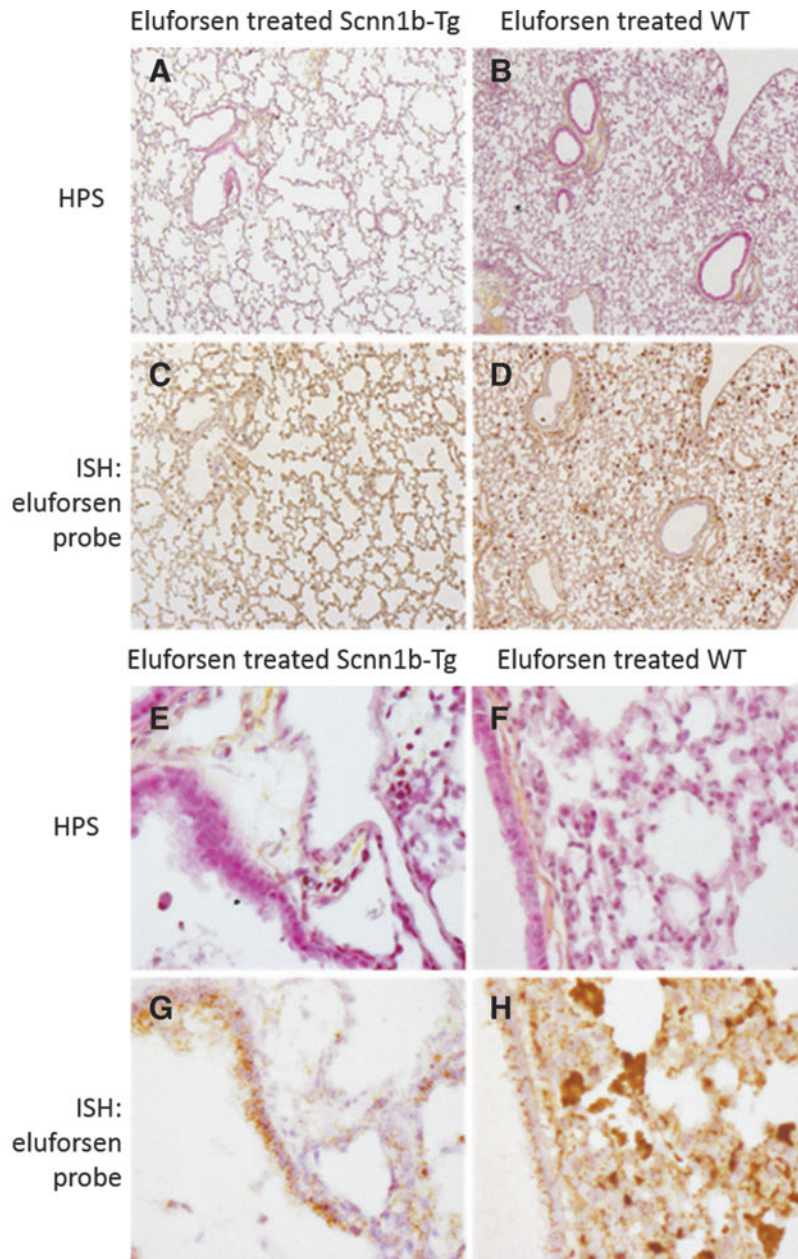 Eluforsen treated Scnn1b-Tg
Eluforsen treated WT
HPS
A
B
ISH:
eluforsen
probe
C
D
Eluforsen treated Scnn1b-Tg
Eluforsen treated WT
HPS
E
F
ISH:
eluforsen
probe
G
H